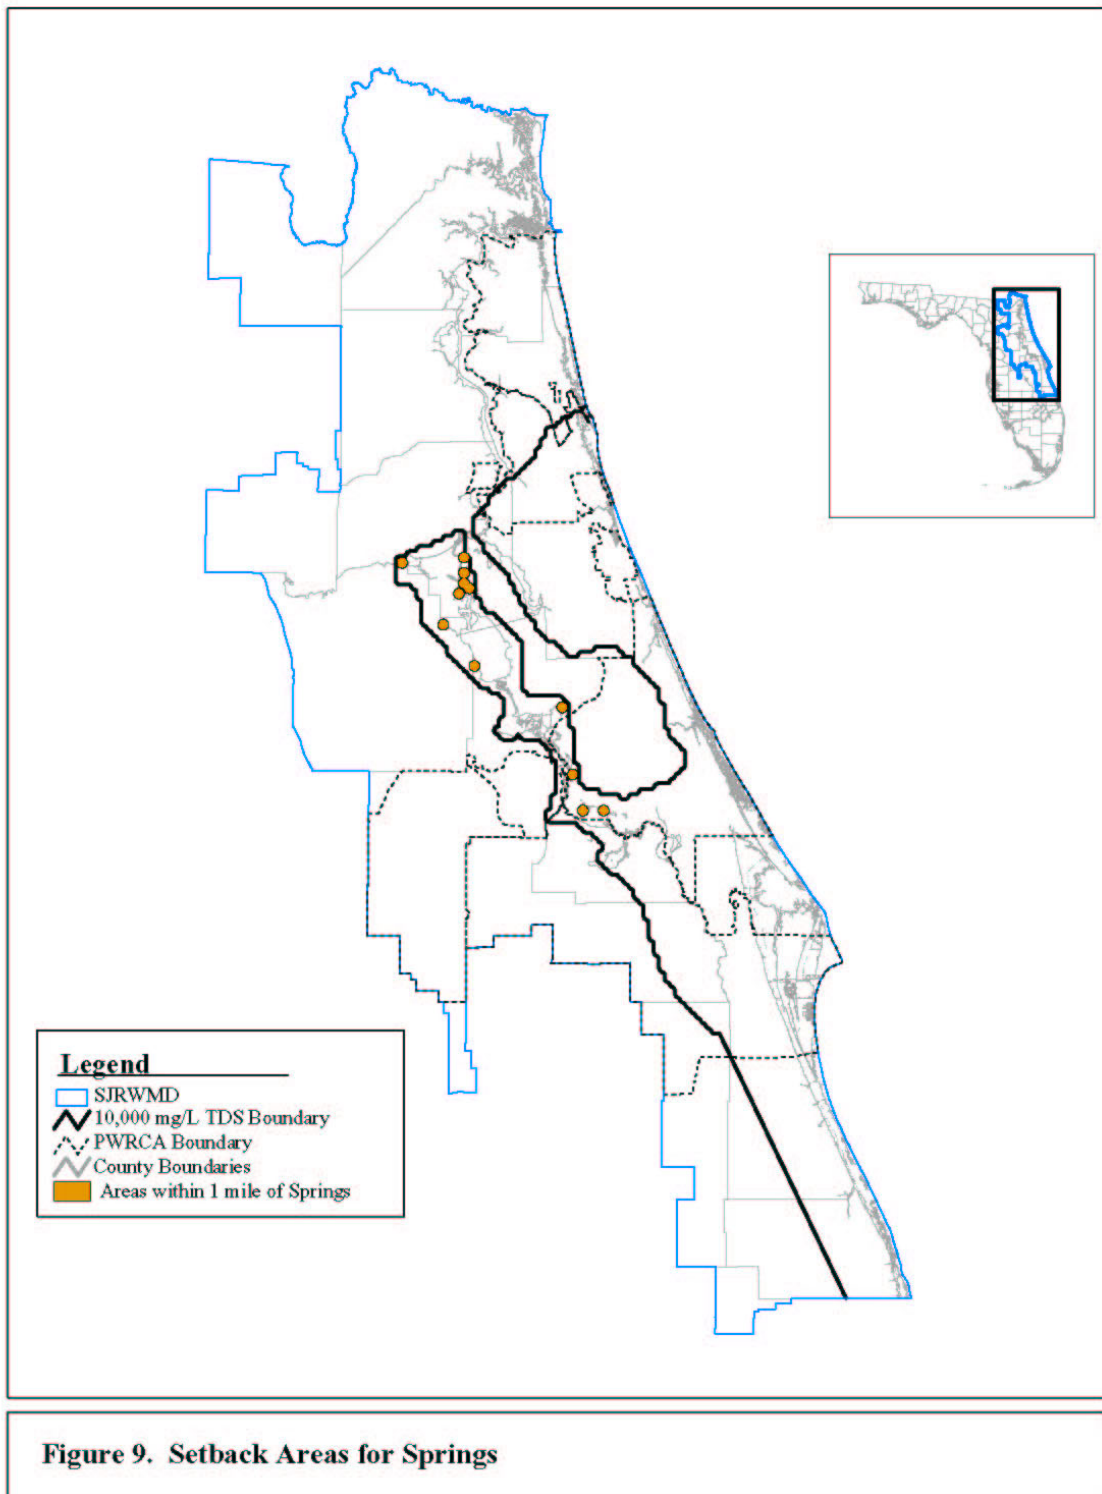 Legend
SJRWMD
10,000 mg/L TDS Boundary
PWRCA Boundary
County Boundaries
Areas within 1 mile of Springs
Figure 9. Setback Areas for Springs